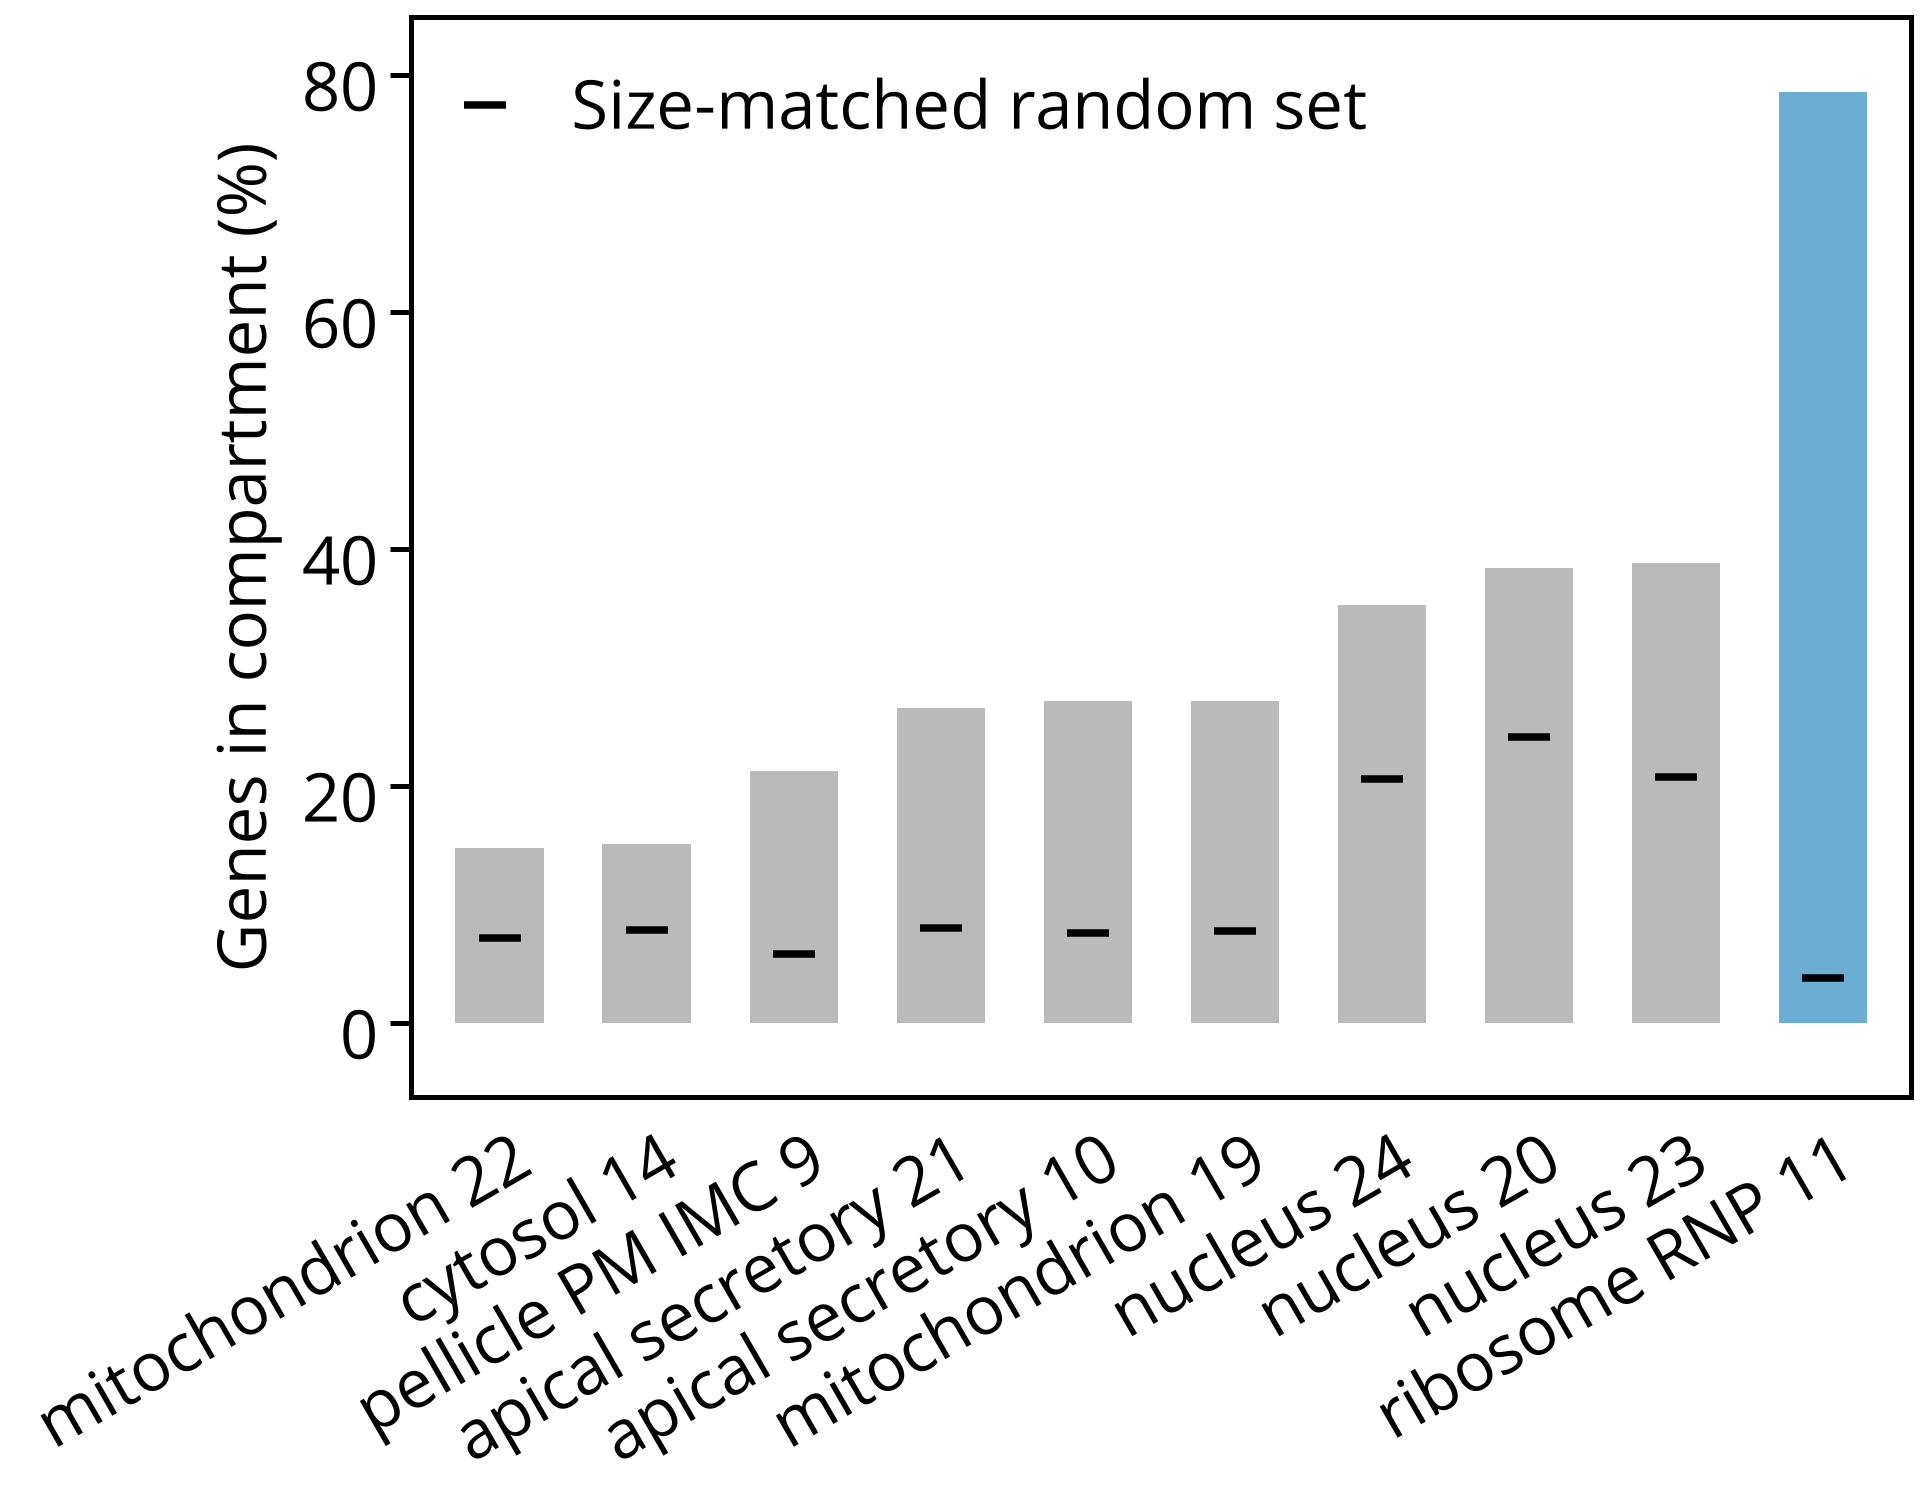 Size-matched random set
Genes in compartment (%)
80
60
40
20
0
mitochondrion 22
cytosol 14
pellicle PM IMC 9
apical secretory 21
apical secretory 10
mitochondrion 19
nucleus 24
nucleus 20
nucleus 23
ribosome RNP 11